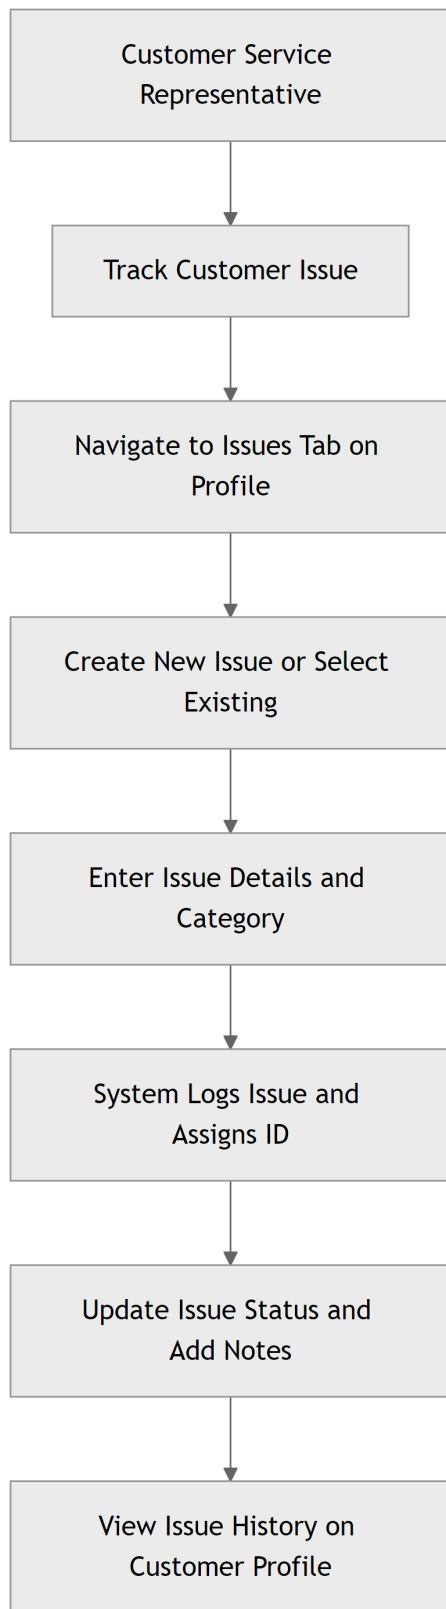 Customer Service
Representative
Track Customer Issue
Navigate to Issues Tab on
Profile
Create New Issue or Select
Existing
Enter Issue Details and
Category
System Logs Issue and
Assigns ID
Update Issue Status and
Add Notes
View Issue History on
Customer Profile